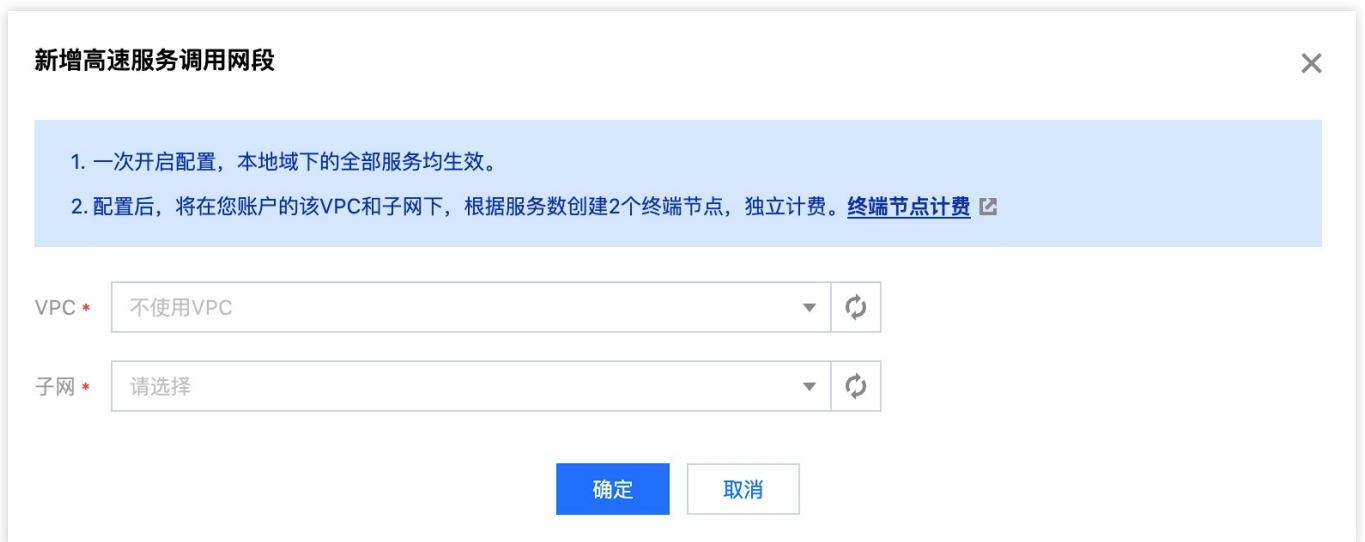 新增高速服务调用网段
1. 一次开启配置，本地域下的全部服务均生效。
2. 配置后，将在您账户的该VPC和子网下，根据服务数创建2个终端节点，独立计费。终端节点计费
VPC * 不使用VPC
子网 * 请选择
确定 取消